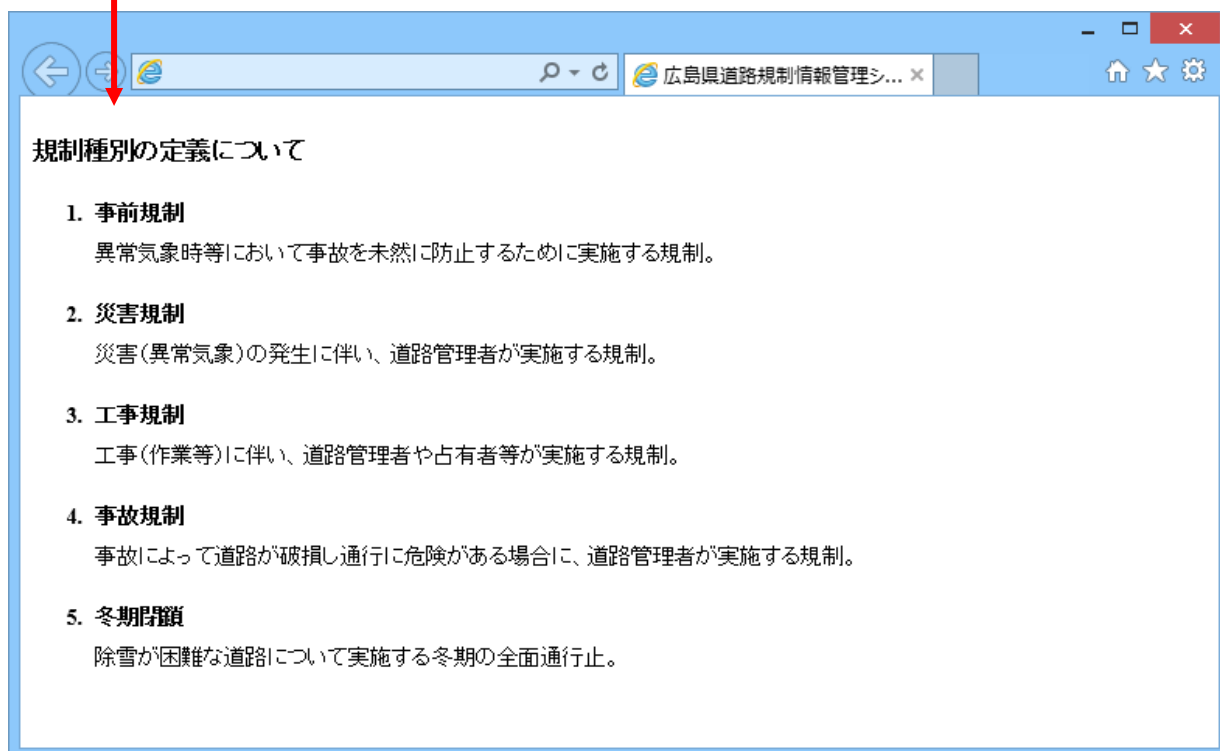 広島県道路規制情報管理シ...
規制種別の定義について
1. 事前規制
異常気象時等において事故を未然に防止するために実施する規制。
2. 災害規制
災害(異常気象)の発生に伴い、道路管理者が実施する規制。
3. 工事規制
工事(作業等)に伴い、道路管理者や占有者等が実施する規制。
4. 事故規制
事故によって道路が破損し通行に危険がある場合に、道路管理者が実施する規制。
5. 冬期閉鎖
除雪が困難な道路について実施する冬期の全面通行止。